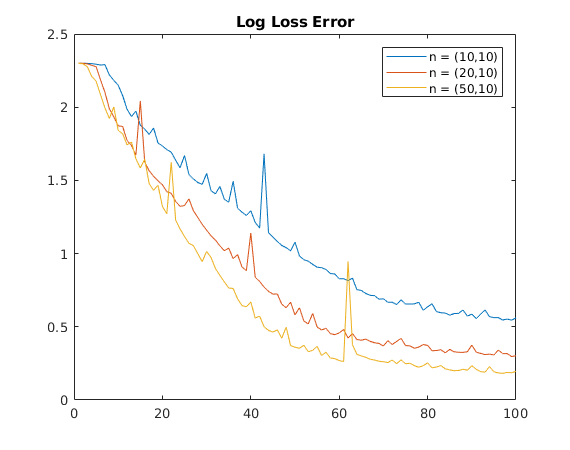 Log Loss Error
2.5
2
1.5
1
0.5
0
n = (10,10)
n = (20,10)
n = (50,10)
0 20 40 60 80 100